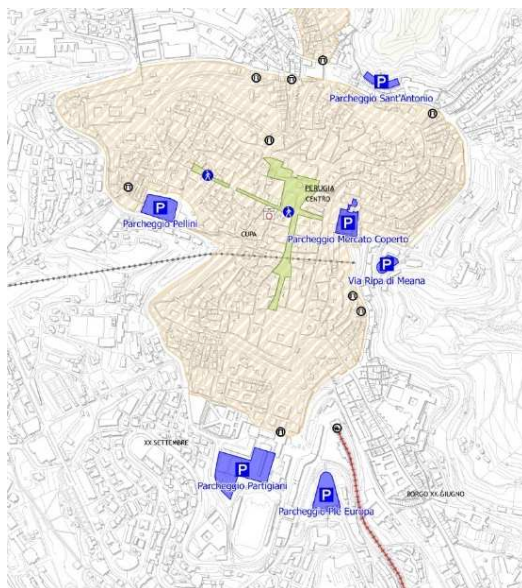 P
Parcheggio Sant'Antonio
PERUGIA
CENTRO
P
Parcheggio Pellini
P
Parcheggio Mercato Coperto
CUPA
P
Via Ripa di Meana
XX SETTEMBRE
P
Parcheggio Partigiani
P
Parcheggio Ple Europa
BORGO XX GIUGNO